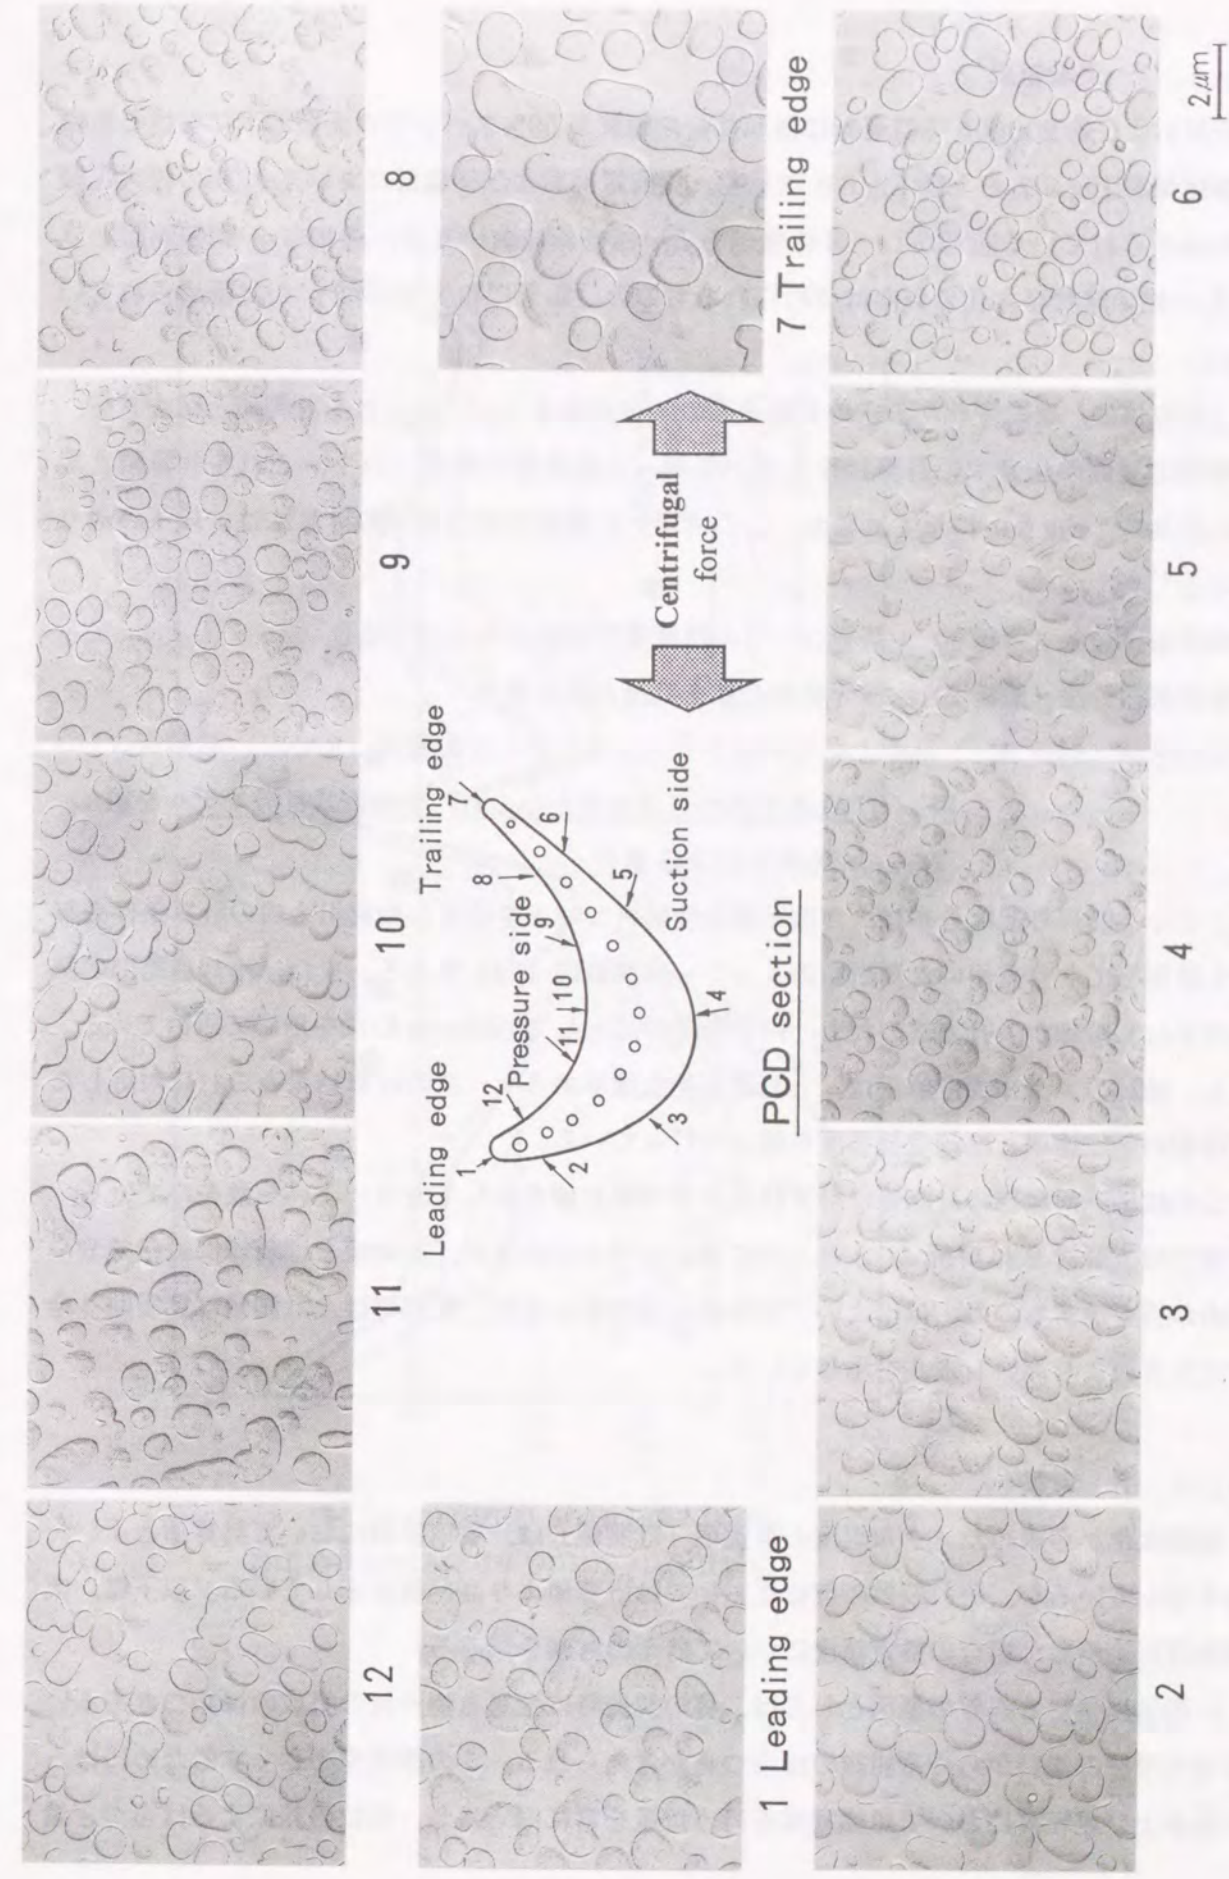 12
11
10
9
8
Leading edge
Trailing edge
1
12
Pressure side
11
10
9
8
7
2
3
4
5
6
Suction side
PCD section
Centrifugal
force
1 Leading edge
7 Trailing edge
2
3
4
5
6
2μm